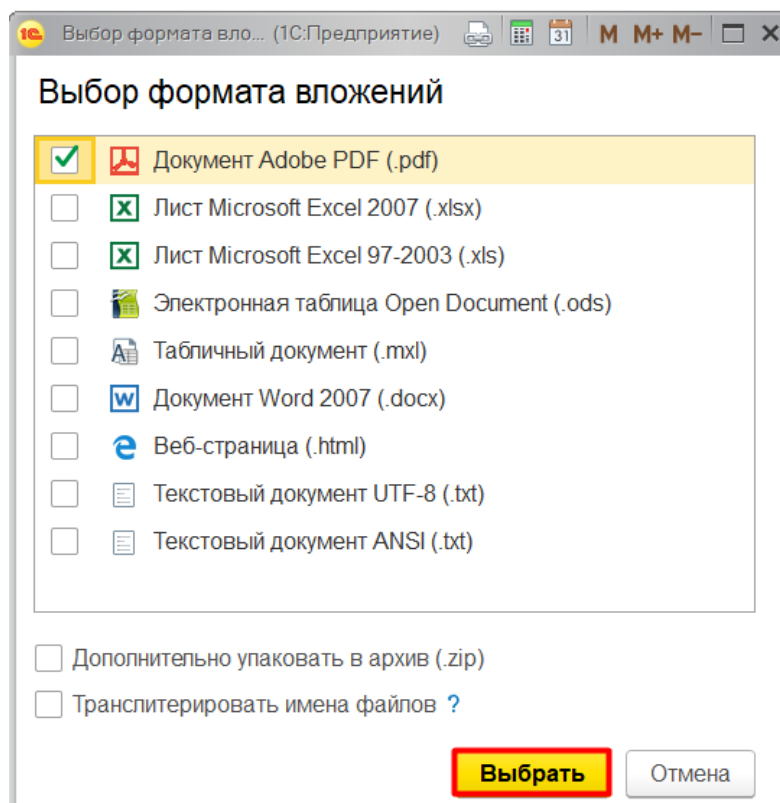 1С Выбор формата вло... (1С:Предприятие) 31 M M+ M-
Выбор формата вложений
Документ Adobe PDF (.pdf)
Лист Microsoft Excel 2007 (.xlsx)
Лист Microsoft Excel 97-2003 (.xls)
Электронная таблица Open Document (.ods)
Табличный документ (.mxl)
Документ Word 2007 (.docx)
Веб-страница (.html)
Текстовый документ UTF-8 (.txt)
Текстовый документ ANSI (.txt)
Дополнительно упаковать в архив (.zip)
Транслитерировать имена файлов ?
Выбрать Отмена